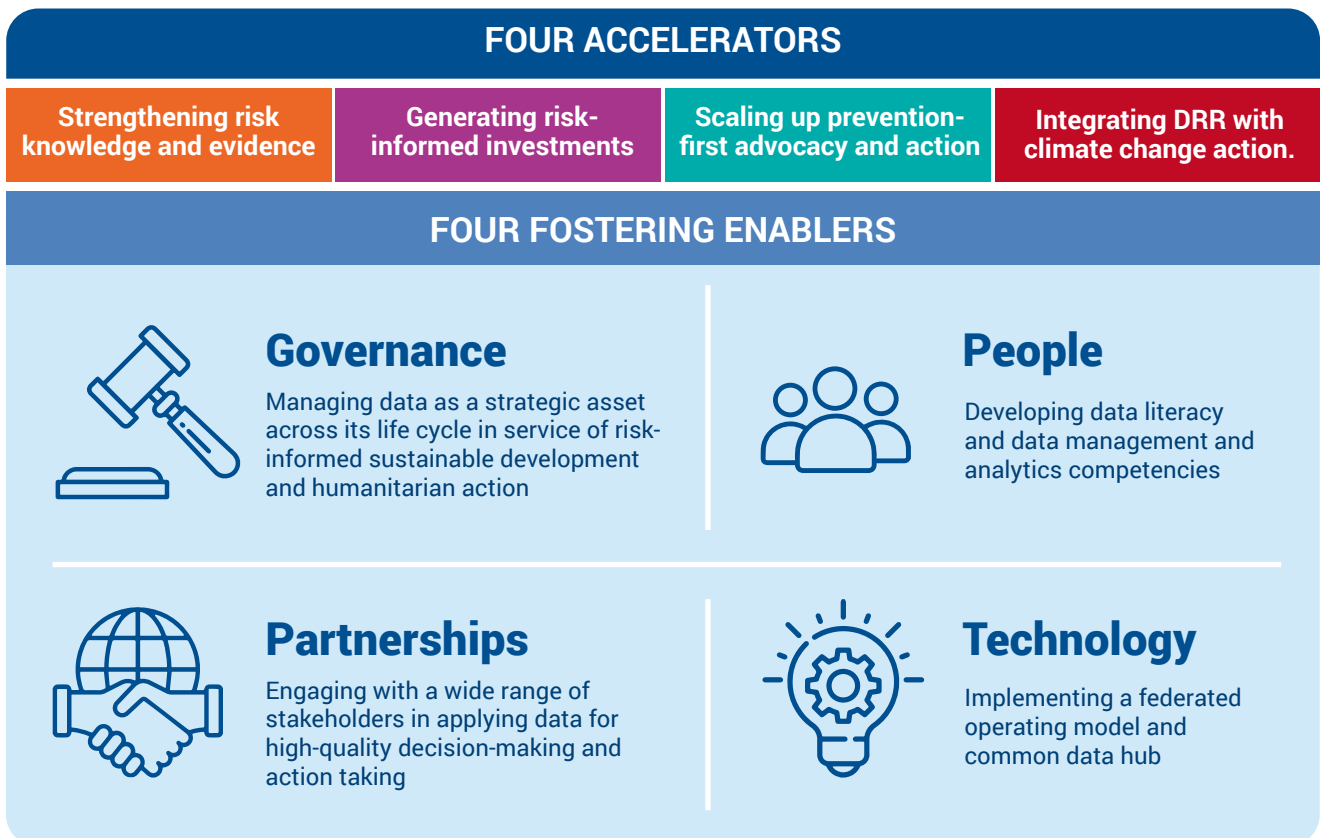 FOUR ACCELERATORS
Strengthening risk
knowledge and evidence
Generating risk-
informed investments
Scaling up prevention-
first advocacy and action
Integrating DRR with
climate change action.
FOUR FOSTERING ENABLERS
Governance
Managing data as a strategic asset
across its life cycle in service of risk-
informed sustainable development
and humanitarian action
People
Developing data literacy
and data management and
analytics competencies
Partnerships
Engaging with a wide range of
stakeholders in applying data for
high-quality decision-making and
action taking
Technology
Implementing a federated
operating model and
common data hub